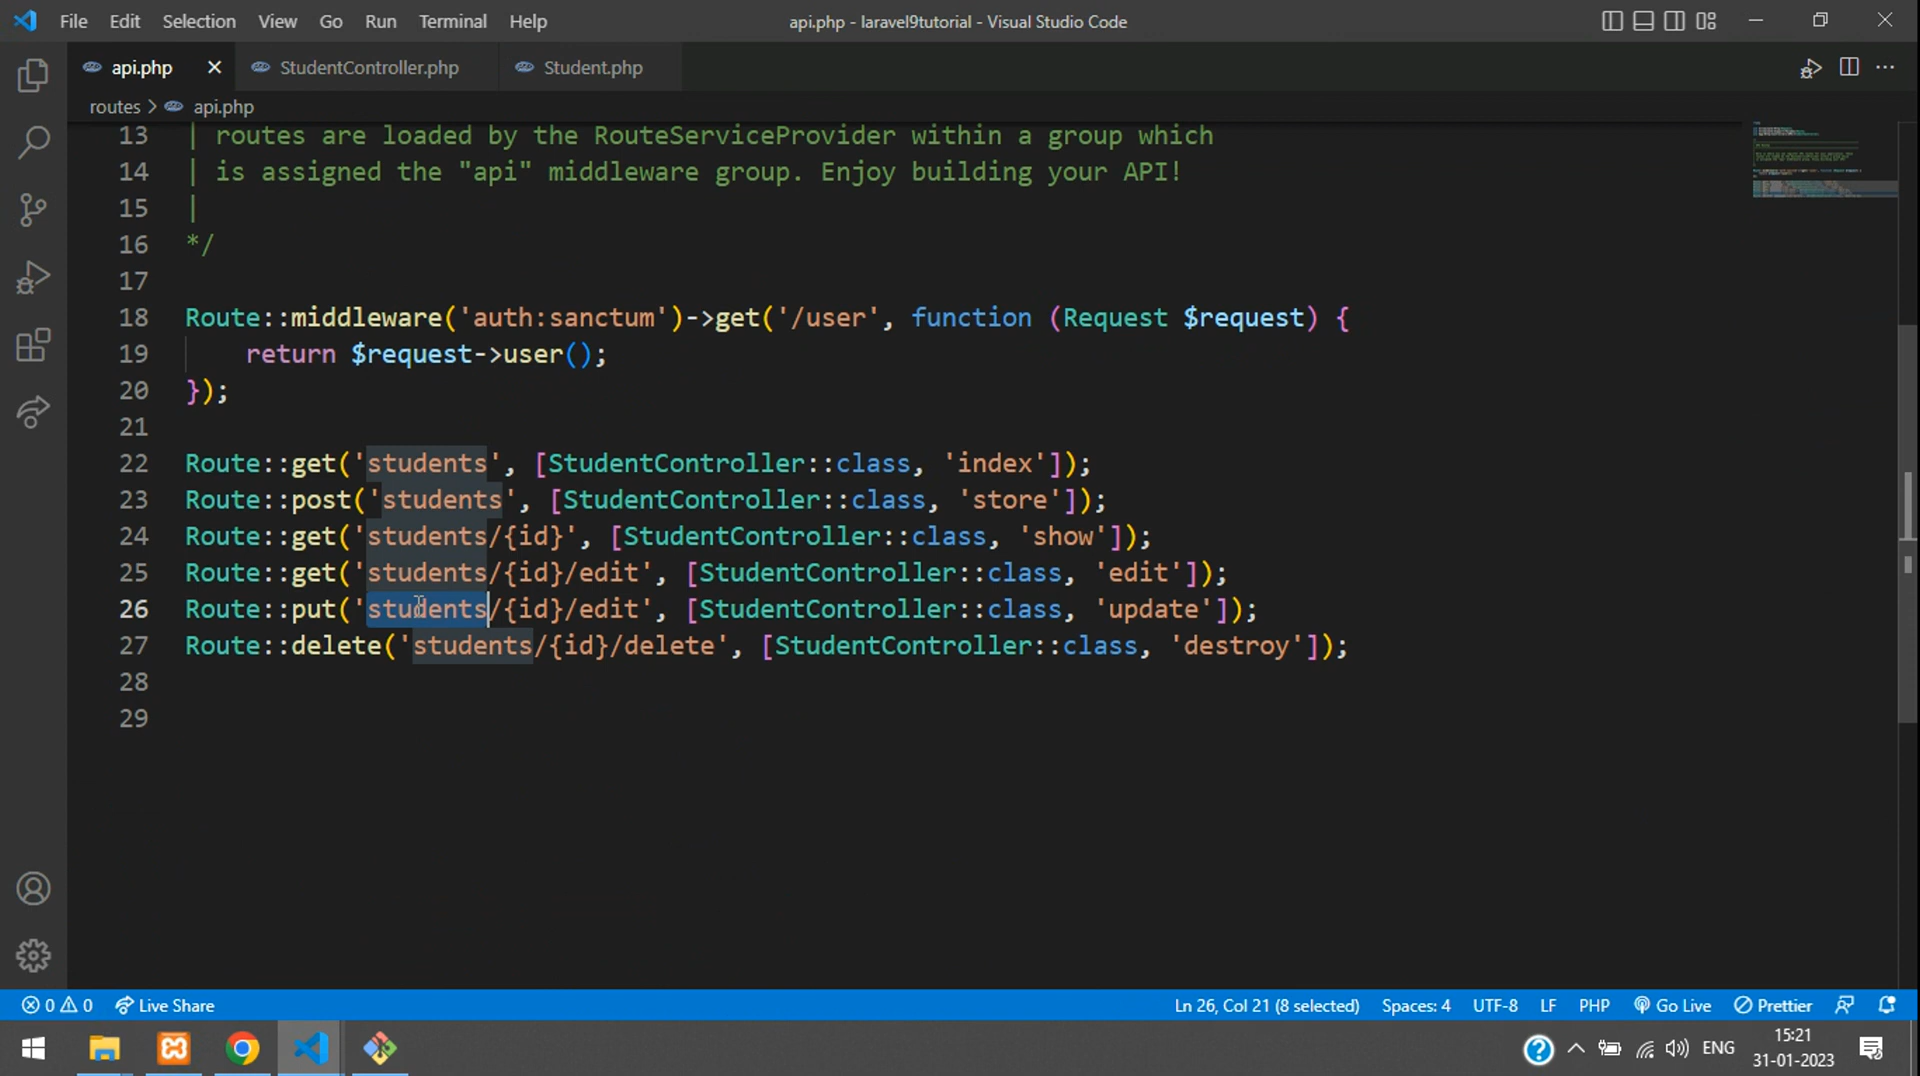 File Edit Selection View Go Run Terminal Help api.php - laravel9tutorial - Visual Studio Code
api.php StudentController.php Student.php
routes > api.php
13 | routes are loaded by the RouteServiceProvider within a group which
14 | is assigned the "api" middleware group. Enjoy building your API!
15 |
16 */
17
18 Route::middleware('auth:sanctum')->get('/user', function (Request $request) {
19 return $request->user();
20 });
21
22 Route::get('students', [StudentController::class, 'index']);
23 Route::post('students', [StudentController::class, 'store']);
24 Route::get('students/{id}', [StudentController::class, 'show']);
25 Route::get('students/{id}/edit', [StudentController::class, 'edit']);
26 Route::put('students/{id}/edit', [StudentController::class, 'update']);
27 Route::delete('students/{id}/delete', [StudentController::class, 'destroy']);
28
29
0 0 Live Share Ln 26, Col 21 (8 selected) Spaces: 4 UTF-8 LF PHP Go Live Prettier
ENG 15:21
31-01-2023